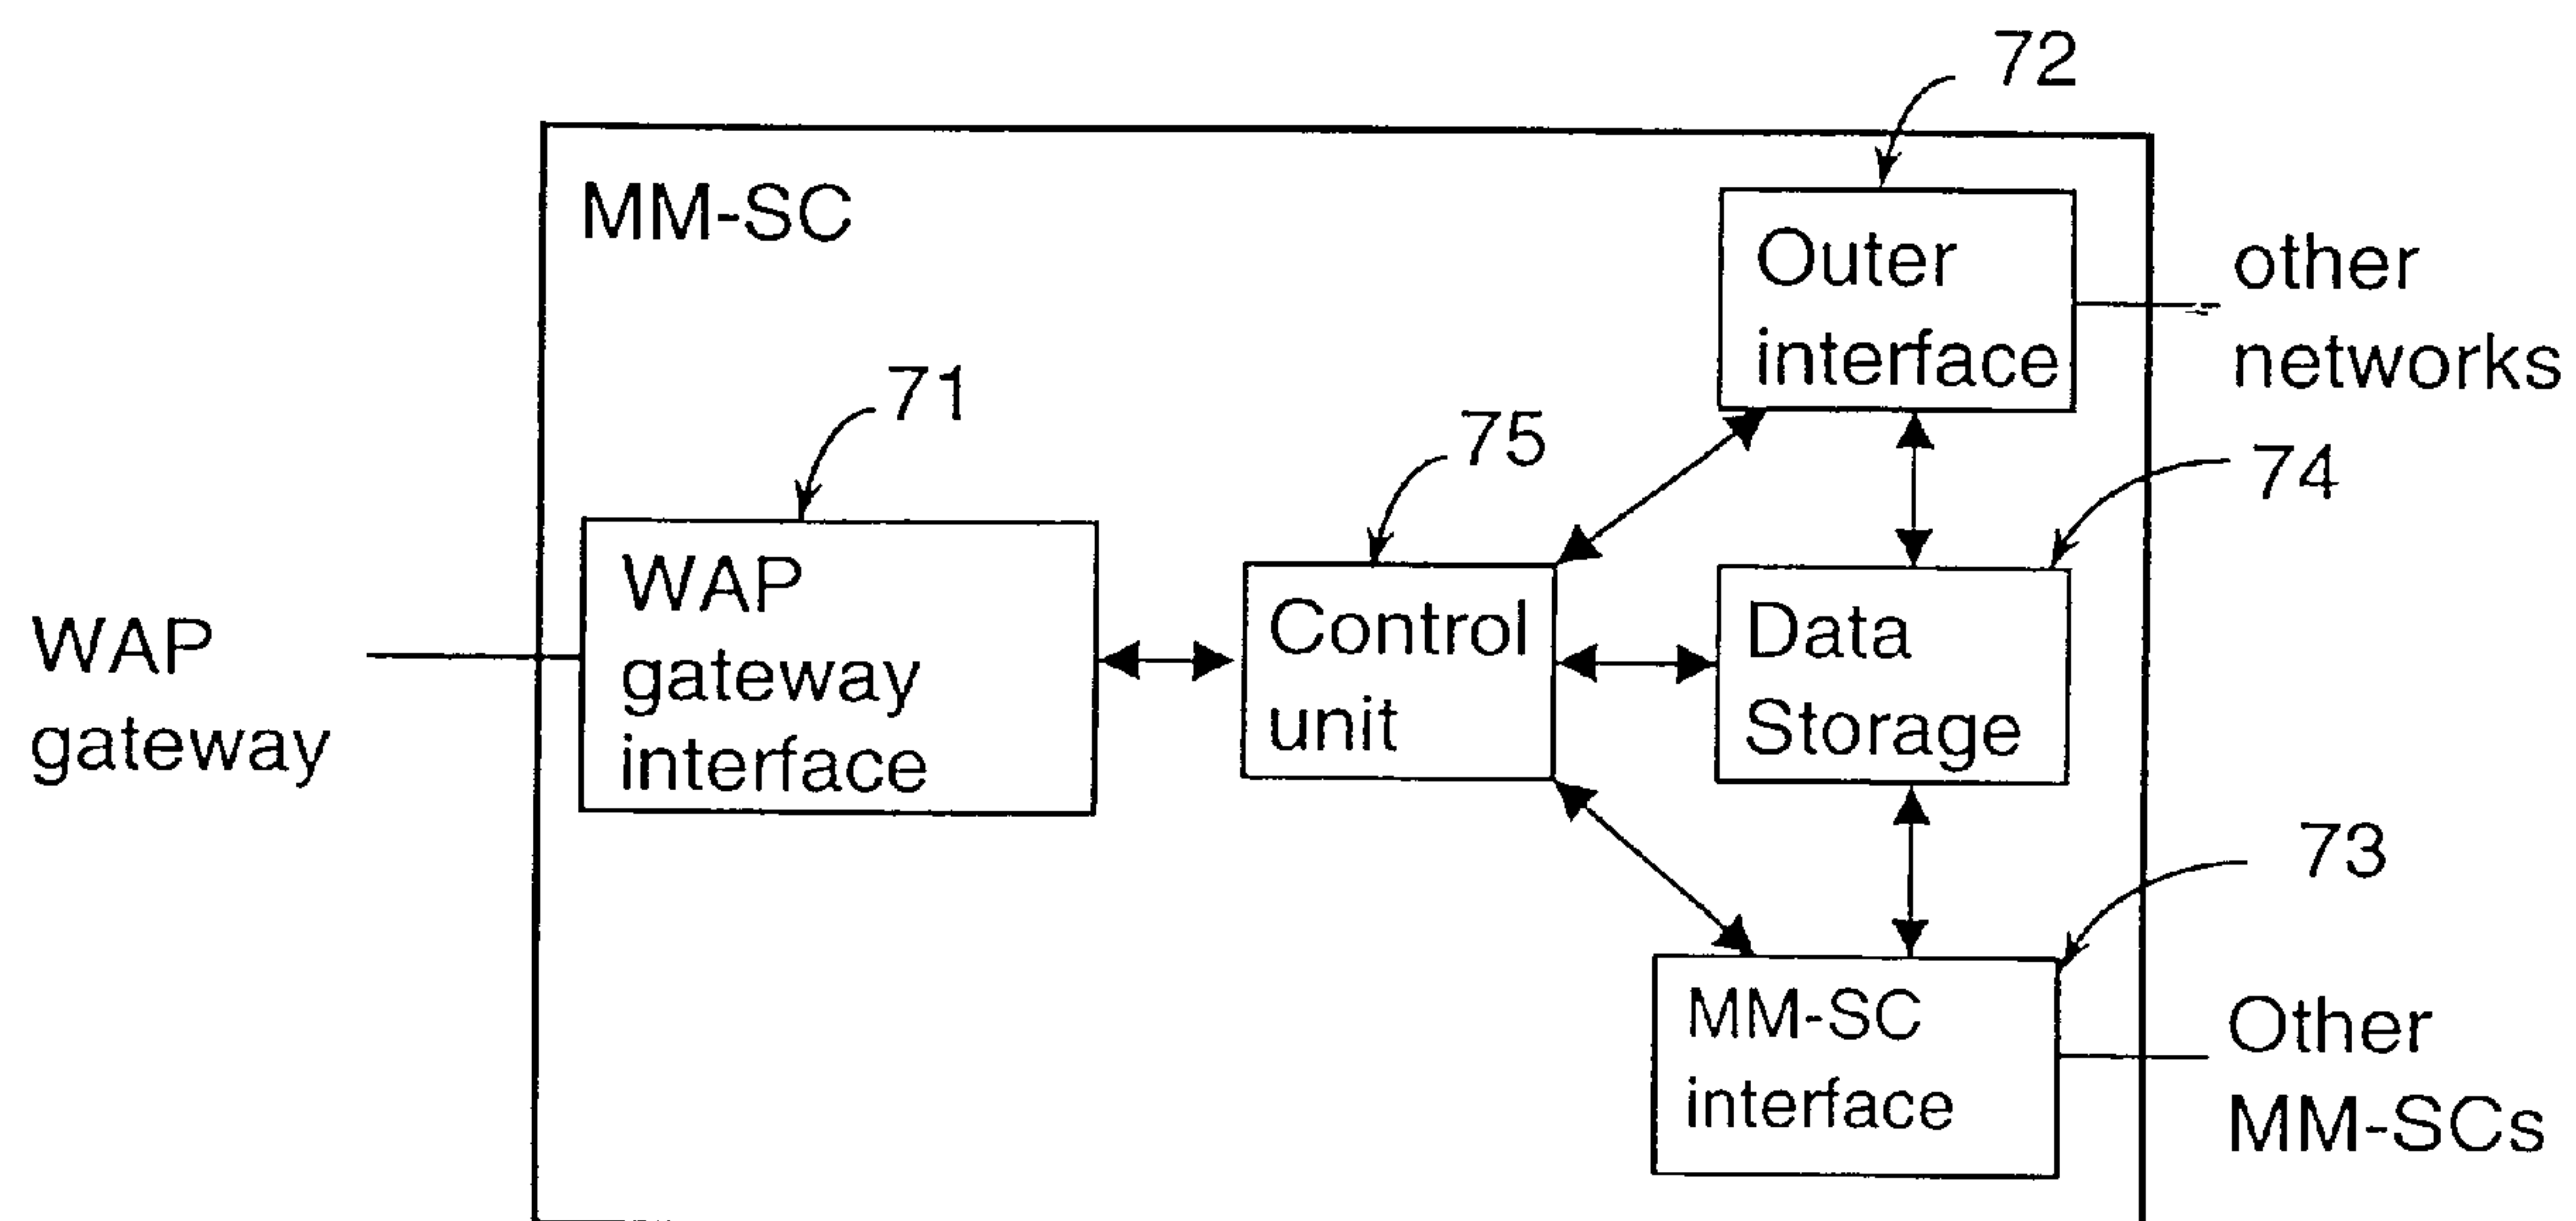 72
MM-SC
Outer
interface
other
networks
71
75
74
WAP
gateway
interface
Control
unit
Data
Storage
WAP
gateway
73
MM-SC
interface
Other
MM-SCs